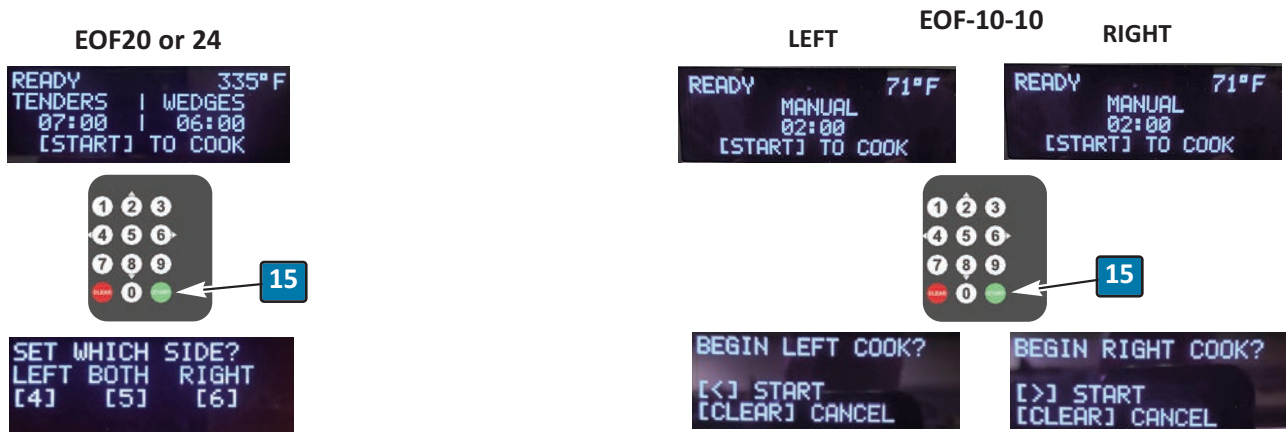 EOF20 or 24
READY 335°F
TENDERS | WEDGES
07:00 | 06:00
[START] TO COOK
1 2 3
4 5 6
7 8 9
CLEAR 0 START
15
SET WHICH SIDE?
LEFT BOTH RIGHT
[4] [5] [6]
EOF-10-10
LEFT
RIGHT
READY 71°F
MANUAL
02:00
[START] TO COOK
READY 71°F
MANUAL
02:00
[START] TO COOK
1 2 3
4 5 6
7 8 9
CLEAR 0 START
15
BEGIN LEFT COOK?
[<] START
[CLEAR] CANCEL
BEGIN RIGHT COOK?
[>] START
[CLEAR] CANCEL